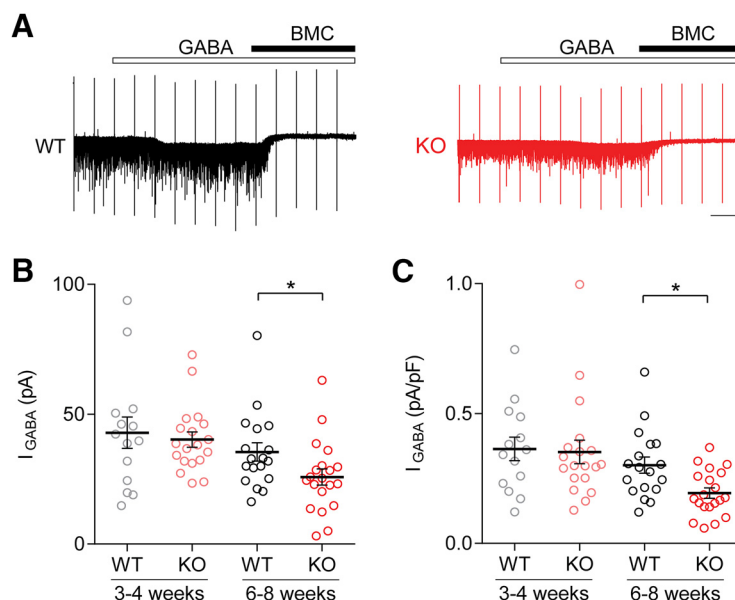 A
GABA
BMC
GABA
BMC
WT
KO
B
C
100
50
0
I GABA (pA)
*
WT KO WT KO
3-4 weeks 6-8 weeks
1.0
0.5
0.0
I GABA (pA/pF)
*
WT KO WT KO
3-4 weeks 6-8 weeks